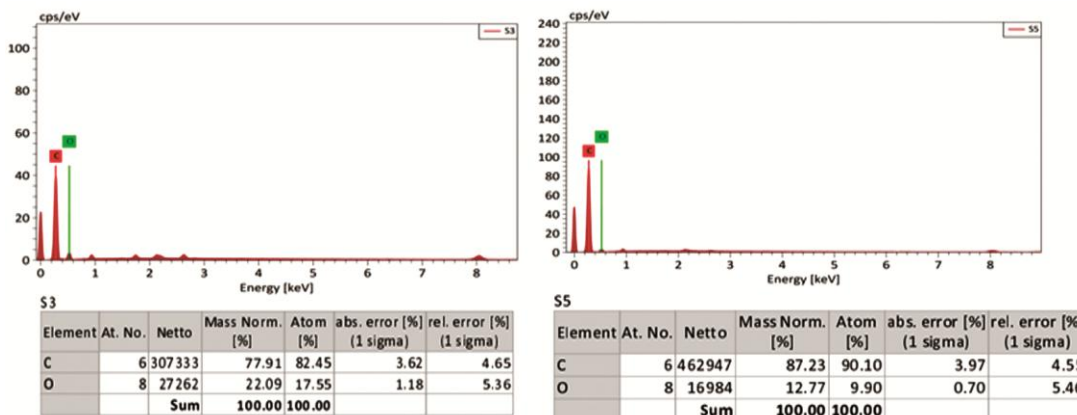 cps/eV
S3
100
80
60
40
20
0
O
C
0 1 2 3 4 5 6 7 8
Energy [keV]
S3
Element At. No. Netto Mass Norm. [%] Atom [%] abs. error [%] (1 sigma) rel. error [%] (1 sigma)
C 6 307333 77.91 82.45 3.62 4.65
O 8 27262 22.09 17.55 1.18 5.36
Sum 100.00 100.00
cps/eV
S5
240
220
200
180
160
140
120
100
80
60
40
20
0
O
C
0 1 2 3 4 5 6 7 8
Energy [keV]
S5
Element At. No. Netto Mass Norm. [%] Atom [%] abs. error [%] (1 sigma) rel. error [%] (1 sigma)
C 6 462947 87.23 90.10 3.97
O 8 16984 12.77 9.90 0.70
Sum 100.00 100.00